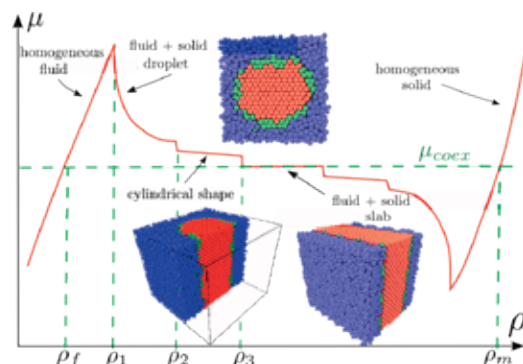 μ
homogeneous
fluid
fluid + solid
droplet
homogeneous
solid
μcoex
cylindrical shape
fluid + solid
slab
ρ
ρf
ρ1
ρ2
ρ3
ρm